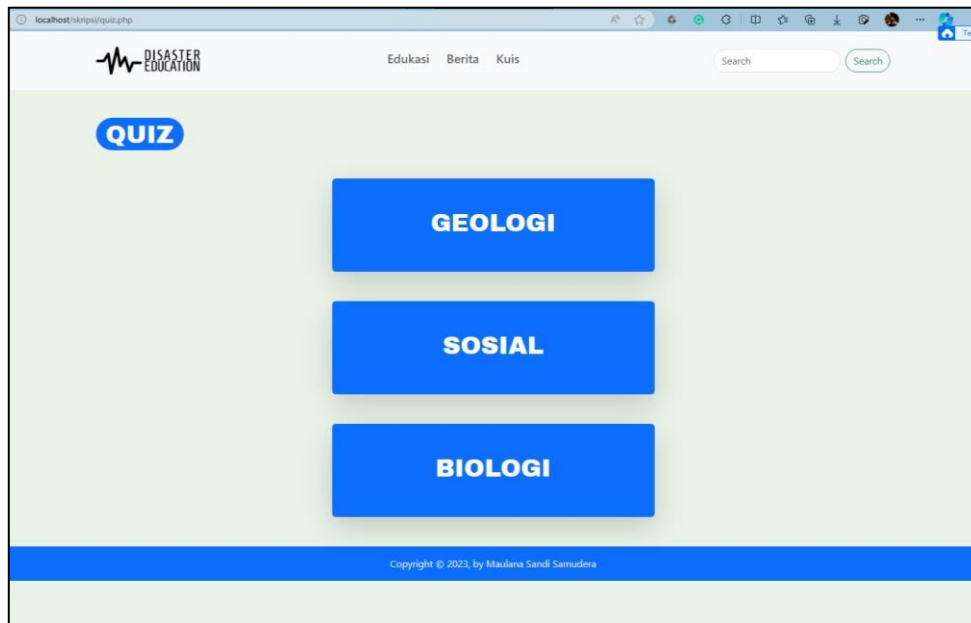 localhost/skripsi/quiz.php
DISASTER
EDUCATION
Edukasi Berita Kuis
Search
Search
QUIZ
GEOLOGI
SOSIAL
BIOLOGI
Copyright © 2023, by Maulana Sandi Samudera